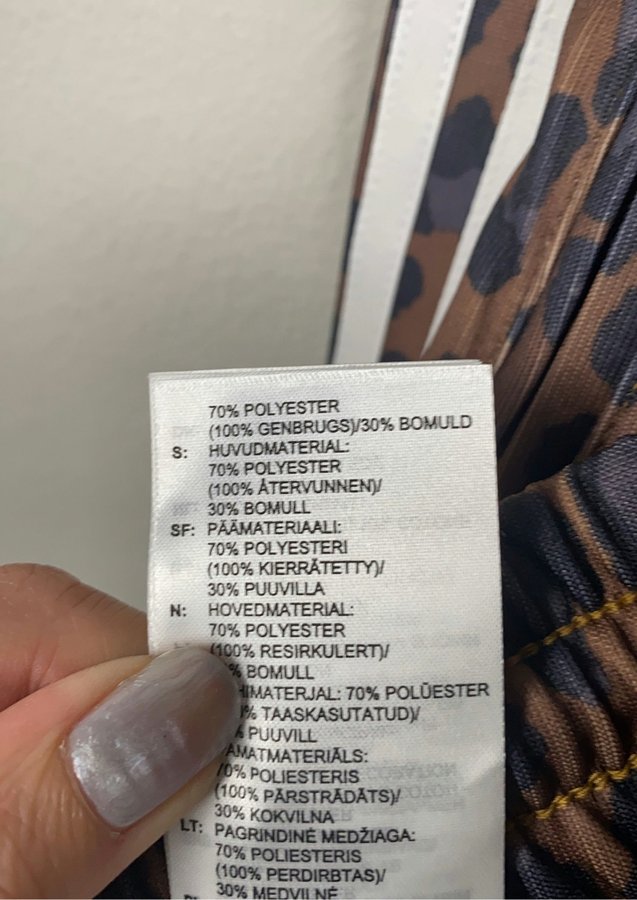 70% POLYESTER
(100% GENBRUGS)/30% BOMULD
S: HUVUDMATERIAL:
70% POLYESTER
(100% ÅTERVUNNEN)/
30% BOMULL
SF: PÄÄMATERIAALI:
70% POLYESTERI
(100% KIERRÄTETTY)/
30% PUUVILLA
N: HOVEDMATERIAL:
70% POLYESTER
(100% RESIRKULERT)/
% BOMULL
HIMATERJAL: 70% POLÜESTER
% TAASKASUTATUD)/
% PUUVILL
AMATMATERIĀLS:
70% POLIESTERIS
(100% PĀRSTRĀDĀTS)/
30% KOKVILNA
LT: PAGRINDINĖ MEDŽIAGA:
70% POLIESTERIS
(100% PERDIRBTAS)/
30% MEDVILNĖ